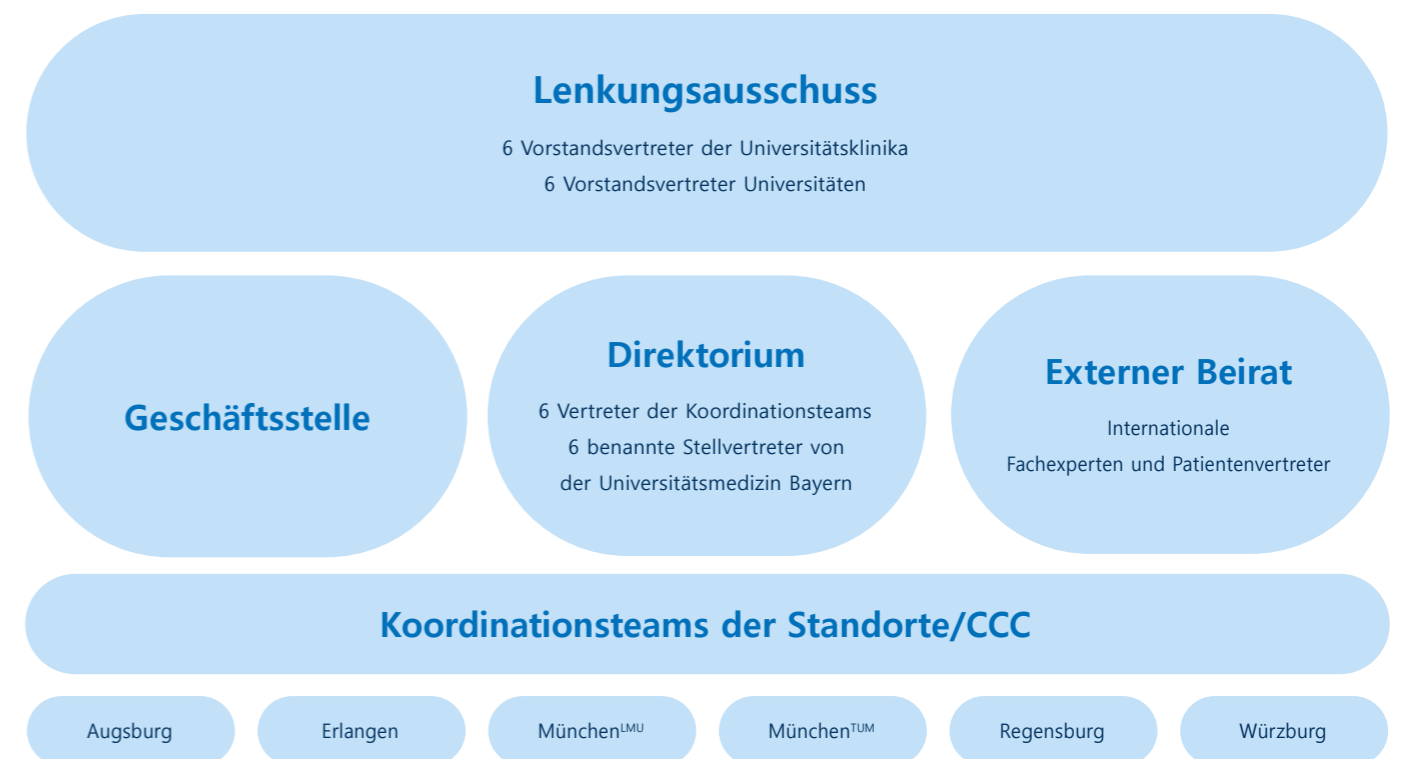 Lenkungsausschuss
6 Vorstandsvertreter der Universitätsklinika
6 Vorstandsvertreter Universitäten
Geschäftsstelle
Direktorium
6 Vertreter der Koordinationsteams
6 benannte Stellvertreter von
der Universitätsmedizin Bayern
Externer Beirat
Internationale
Fachexperten und Patientenvertreter
Koordinationsteams der Standorte/CCC
Augsburg
Erlangen
Münchenᴸᴹᵁ
Münchenᵀᵁᴹ
Regensburg
Würzburg